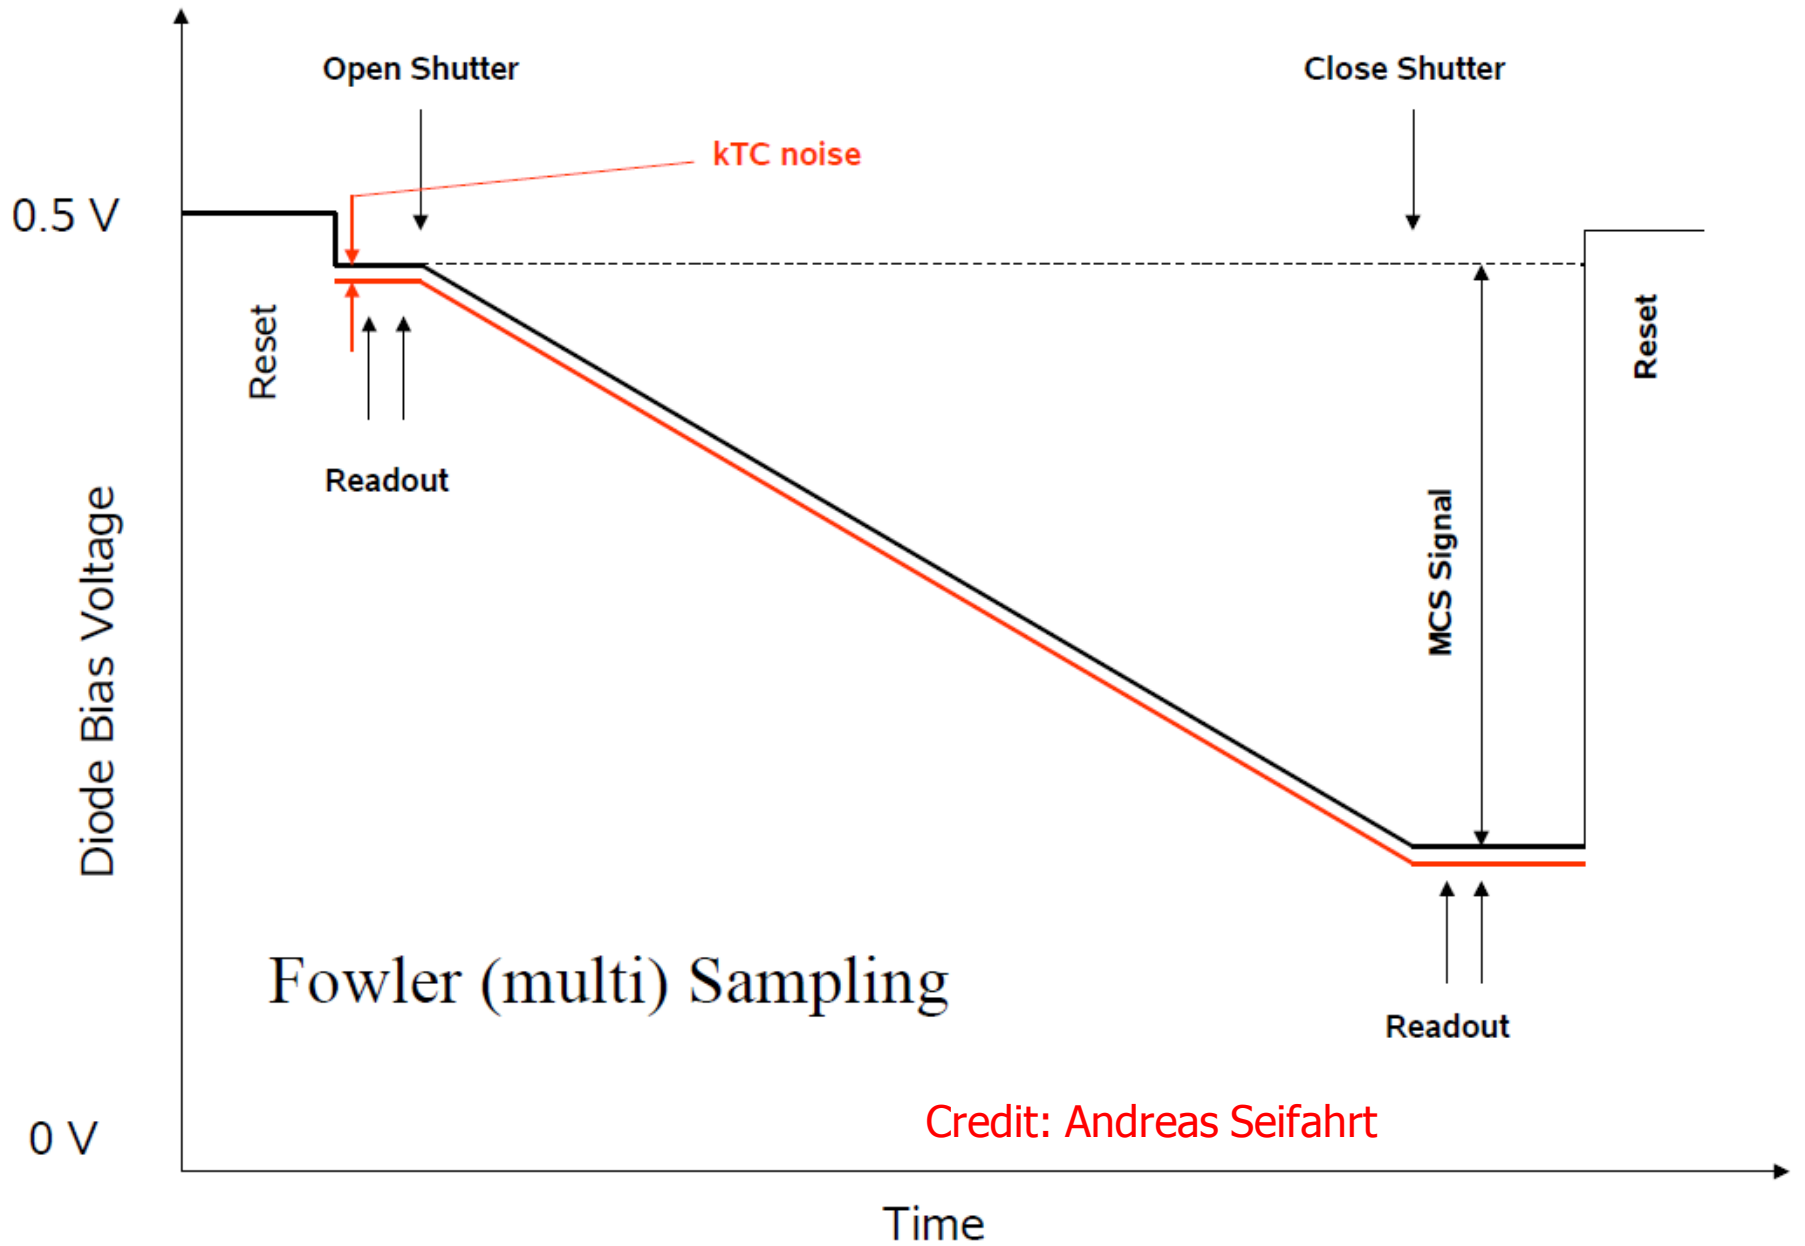 Open Shutter
Close Shutter
kTC noise
0.5 V
Reset
Reset
Readout
Diode Bias Voltage
MCS Signal
Fowler (multi) Sampling
Readout
Credit: Andreas Seifahrt
0 V
Time